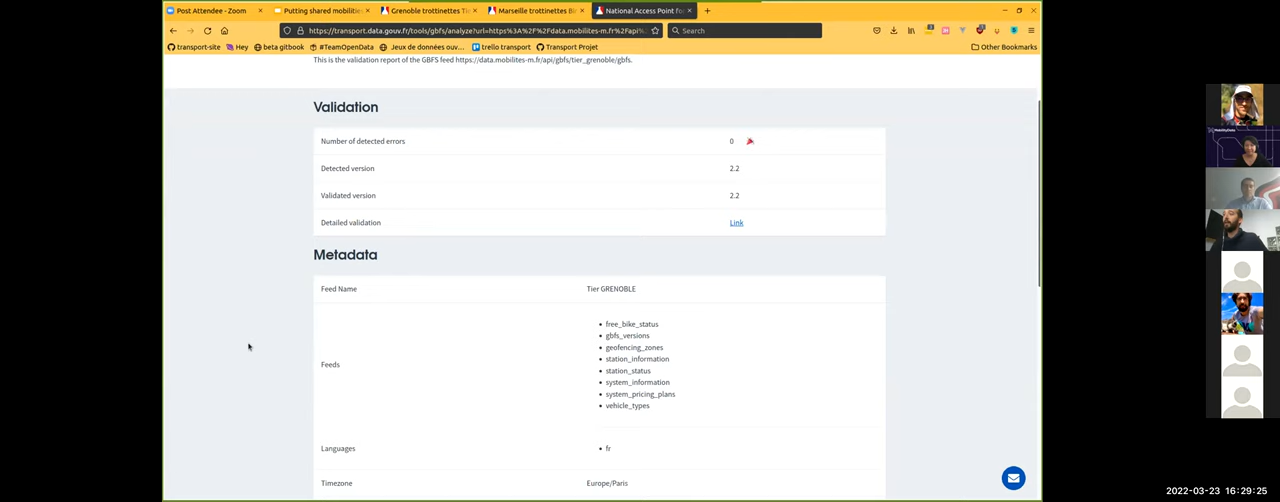 Post Attendee - Zoom
Putting shared mobilitie
Grenoble trottinettes Ti
Marseille trottinettes Bi
National Access Point Fo
https://transport.data.gouv.fr/tools/gbfs/analyze?url=https%3A%2F%2Fdata.mobilites-m.fr%2Fapi%
Search
transport-site
Hey
beta gitbook
#TeamOpenData
Jeux de données ouv...
trello transport
Transport Projet
Other Bookmarks
This is the validation report of the GBFS feed https://data.mobilites-m.fr/api/gbfs/tier_grenoble/gbfs.
Validation
Number of detected errors 0
Detected version 2.2
Validated version 2.2
Detailed validation Link
Metadata
Feed Name Tier GRENOBLE
Feeds
free_bike_status
gbfs_versions
geofencing_zones
station_information
station_status
system_information
system_pricing_plans
vehicle_types
Languages fr
Timezone Europe/Paris
MobilityData
2022-03-23 16:29:25